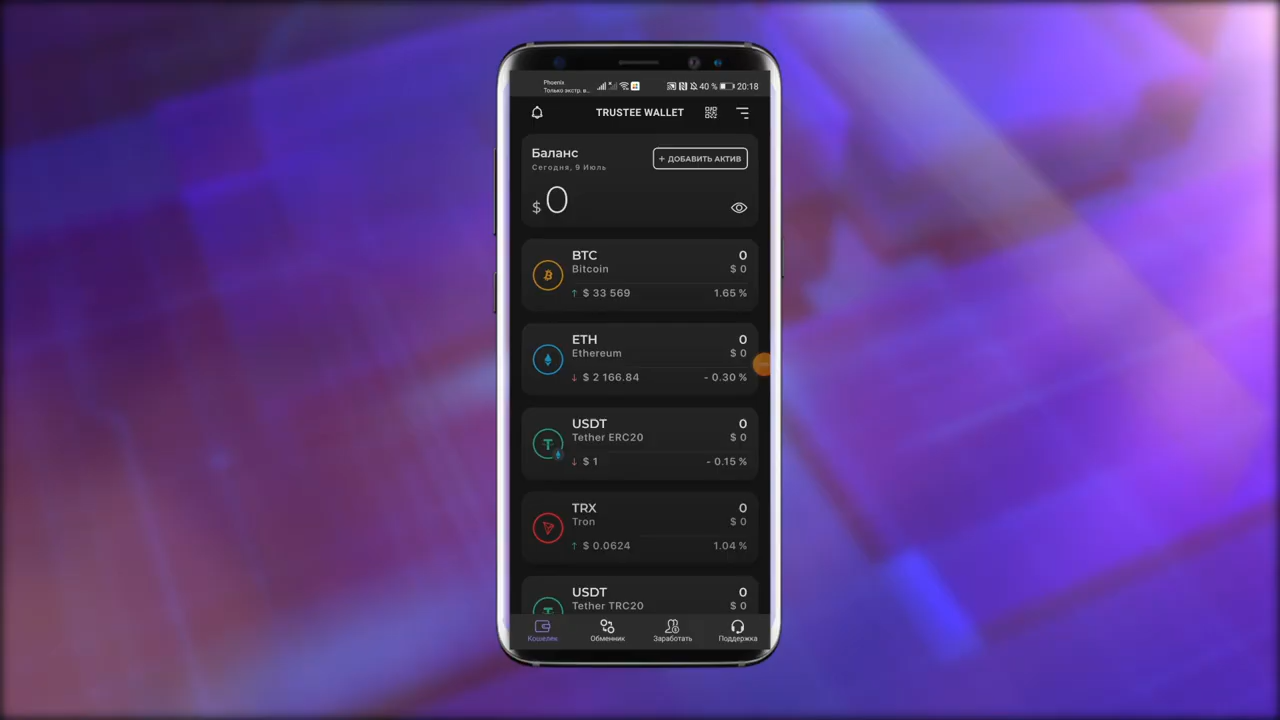 Phoenix
Только экстр. в...
40 % 20:18
TRUSTEE WALLET
Баланс
+ ДОБАВИТЬ АКТИВ
Сегодня, 9 Июль
$ 0
BTC 0
Bitcoin $ 0
↑ $ 33 569 1.65 %
ETH 0
Ethereum $ 0
↓ $ 2 166.84 - 0.30 %
USDT 0
Tether ERC20 $ 0
↓ $ 1 - 0.15 %
TRX 0
Tron $ 0
↑ $ 0.0624 1.04 %
USDT 0
Tether TRC20 $ 0
Кошелек Обменник Заработать Поддержка